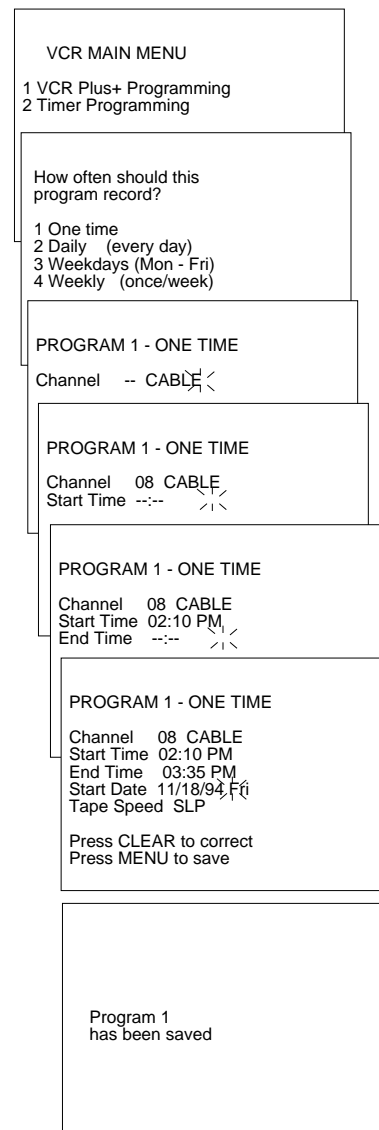 VCR MAIN MENU
1 VCR Plus+ Programming
2 Timer Programming
How often should this
program record?
1 One time
2 Daily (every day)
3 Weekdays (Mon - Fri)
4 Weekly (once/week)
PROGRAM 1 - ONE TIME
Channel -- CABLE
PROGRAM 1 - ONE TIME
Channel 08 CABLE
Start Time --:--
PROGRAM 1 - ONE TIME
Channel 08 CABLE
Start Time 02:10 PM
End Time --:--
PROGRAM 1 - ONE TIME
Channel 08 CABLE
Start Time 02:10 PM
End Time 03:35 PM
Start Date 11/18/94 Fri
Tape Speed SLP
Press CLEAR to correct
Press MENU to save
Program 1
has been saved